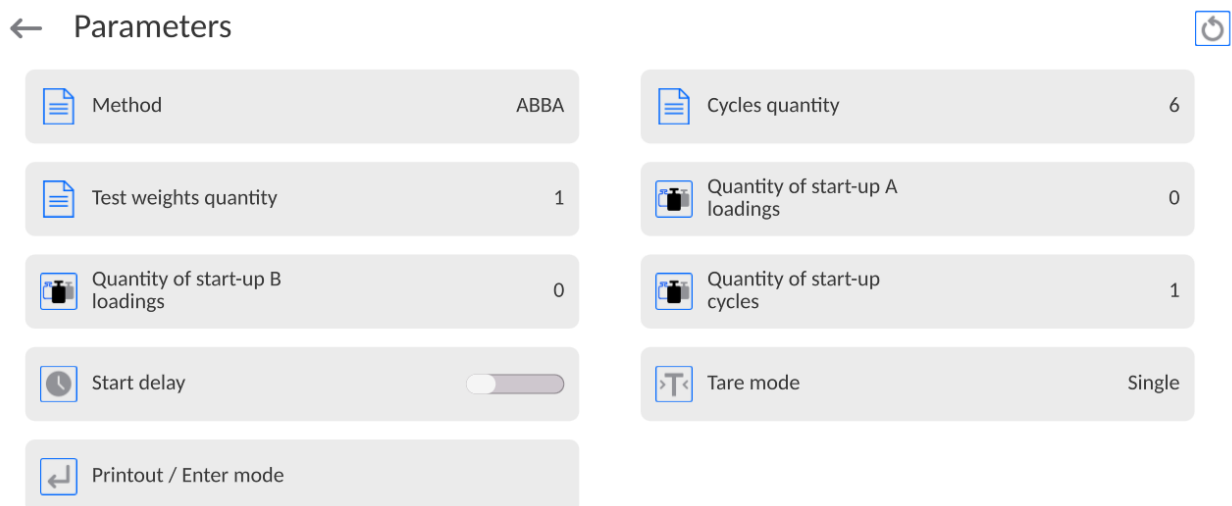 Parameters
Method ABBA
Cycles quantity 6
Test weights quantity 1
Quantity of start-up A
loadings 0
Quantity of start-up B
loadings 0
Quantity of start-up
cycles 1
Start delay
Tare mode Single
Printout / Enter mode